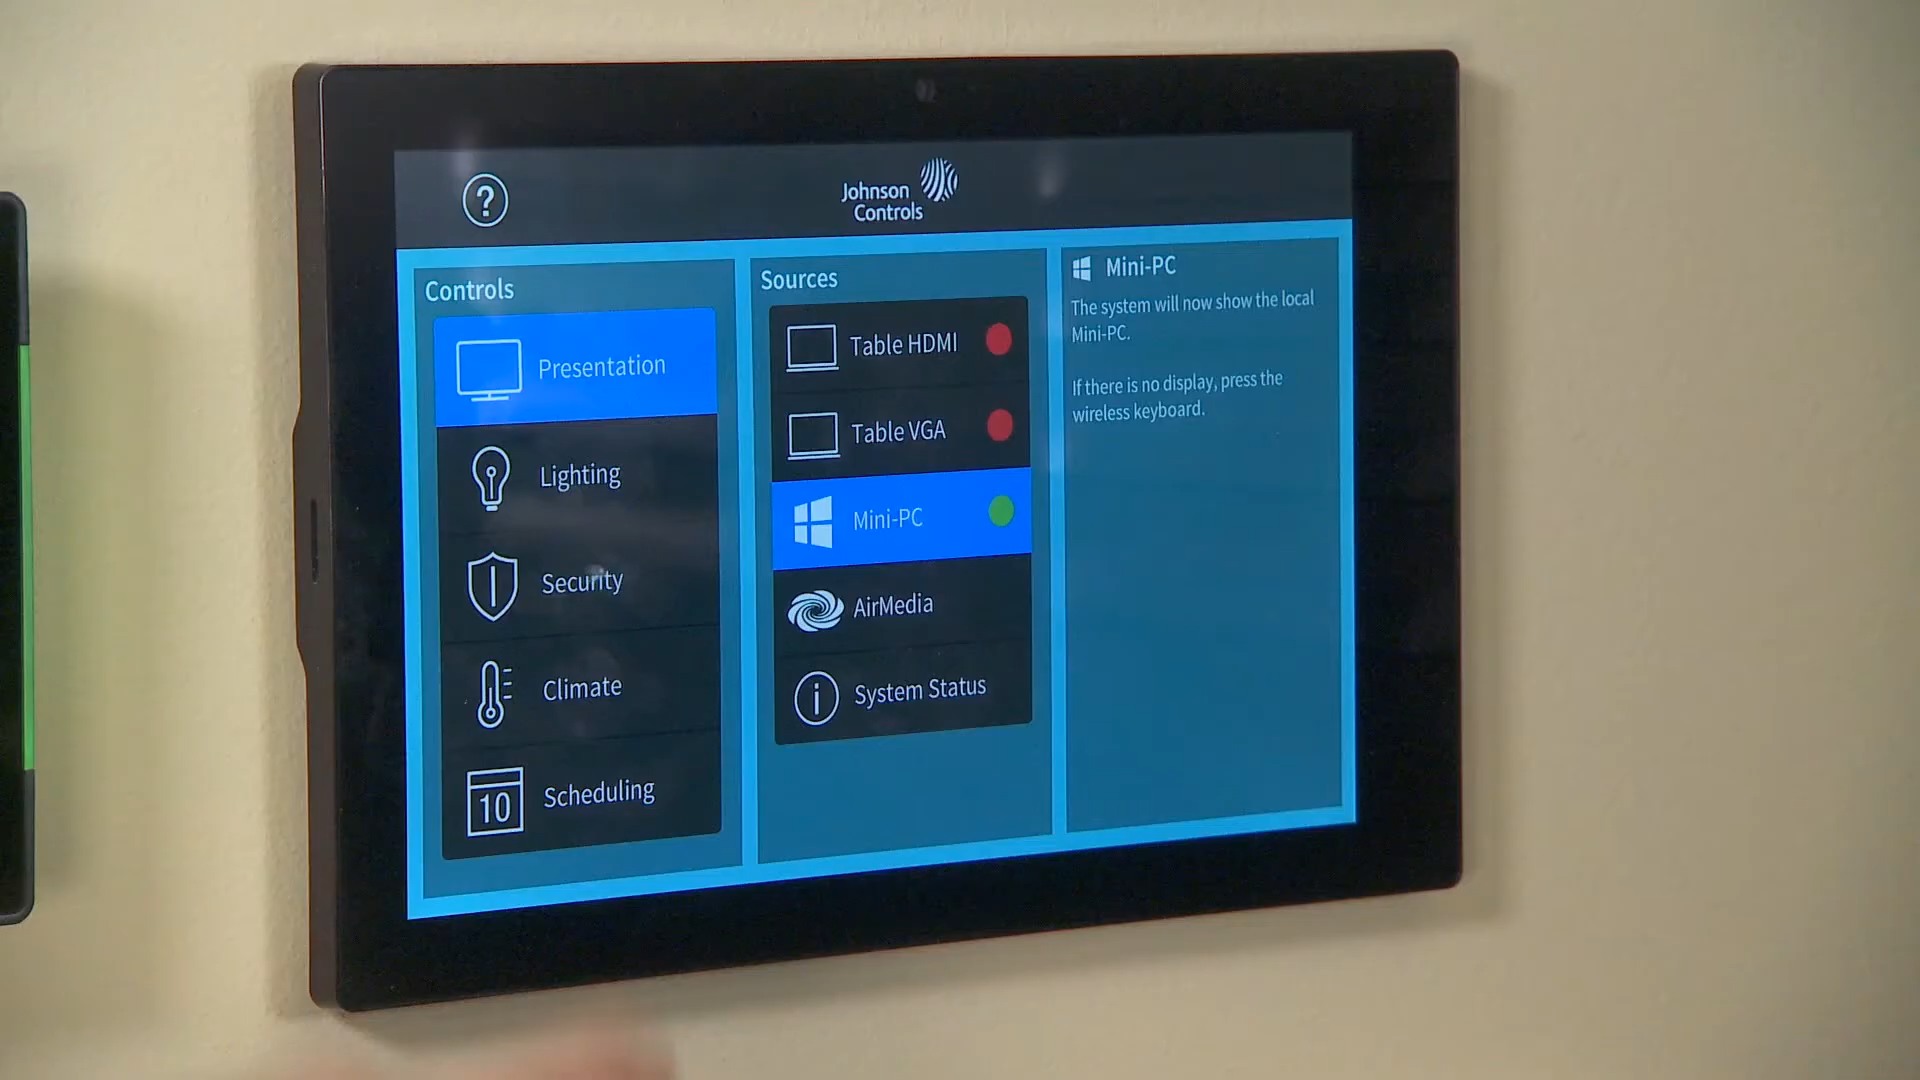 ?
Johnson
Controls
Controls
Presentation
Lighting
Security
Climate
10
Scheduling
Sources
Table HDMI
Table VGA
Mini-PC
AirMedia
i
System Status
Mini-PC
The system will now show the local
Mini-PC.
If there is no display, press the
wireless keyboard.